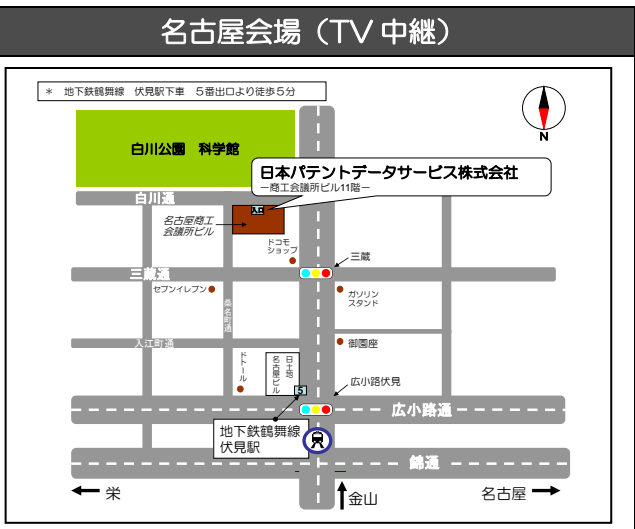 名古屋会場（TV 中継）
＊ 地下鉄鶴舞線 伏見駅下車 5番出口より徒歩5分
N
白川公園 科学館
日本パテントデータサービス株式会社
－商工会議所ビル11階－
白川通
入口
名古屋商工
会議所ビル
ドコモ
ショップ
三蔵
三蔵通
セブンイレブン
ガソリン
スタンド
桑名町通
入江町通
御園座
ドトール
日土地
名古屋ビル
5
広小路伏見
広小路通
地下鉄鶴舞線
伏見駅
錦通
栄
金山
名古屋